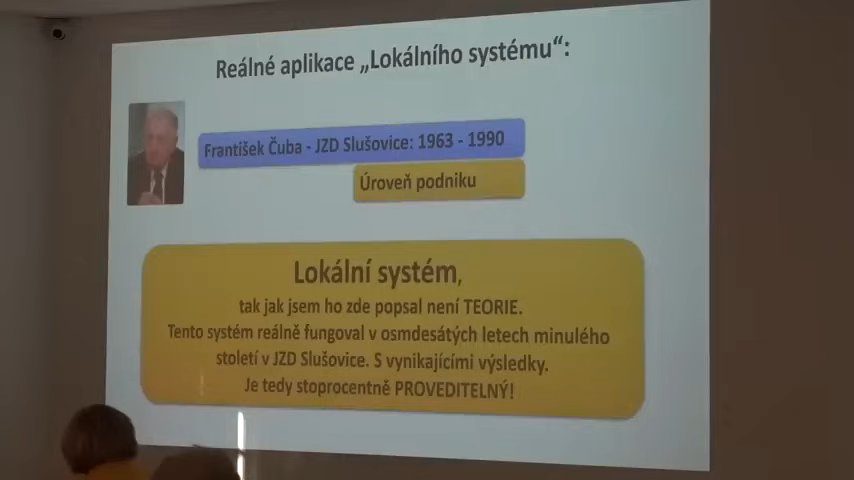 Reálné aplikace „Lokálního systému“:
František Čuba - JZD Slušovice: 1963 - 1990
Úroveň podniku
Lokální systém,
tak jak jsem ho zde popsal není TEORIE.
Tento systém reálně fungoval v osmdesátých letech minulého
století v JZD Slušovice. S vynikajícími výsledky.
Je tedy stoprocentně PROVEDITELNÝ!